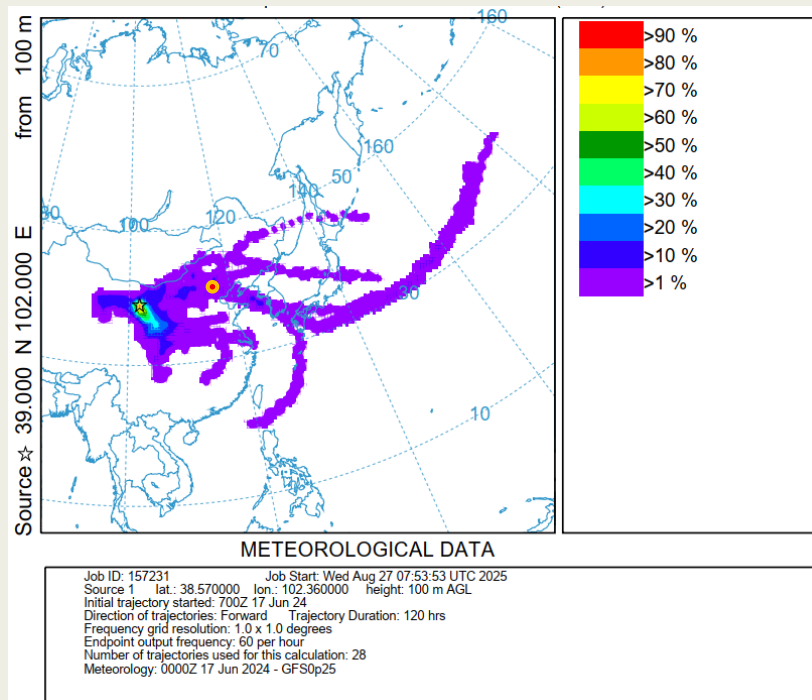 Source ☆ 39.000 N 102.000 E from 100 m
160
70
160
50
140
120
100
30
10
>90 %
>80 %
>70 %
>60 %
>50 %
>40 %
>30 %
>20 %
>10 %
>1 %
METEOROLOGICAL DATA
Job ID: 157231 Job Start: Wed Aug 27 07:53:53 UTC 2025
Source 1 lat.: 38.570000 lon.: 102.360000 height: 100 m AGL
Initial trajectory started: 700Z 17 Jun 24
Direction of trajectories: Forward Trajectory Duration: 120 hrs
Frequency grid resolution: 1.0 x 1.0 degrees
Endpoint output frequency: 60 per hour
Number of trajectories used for this calculation: 28
Meteorology: 0000Z 17 Jun 2024 - GFS0p25